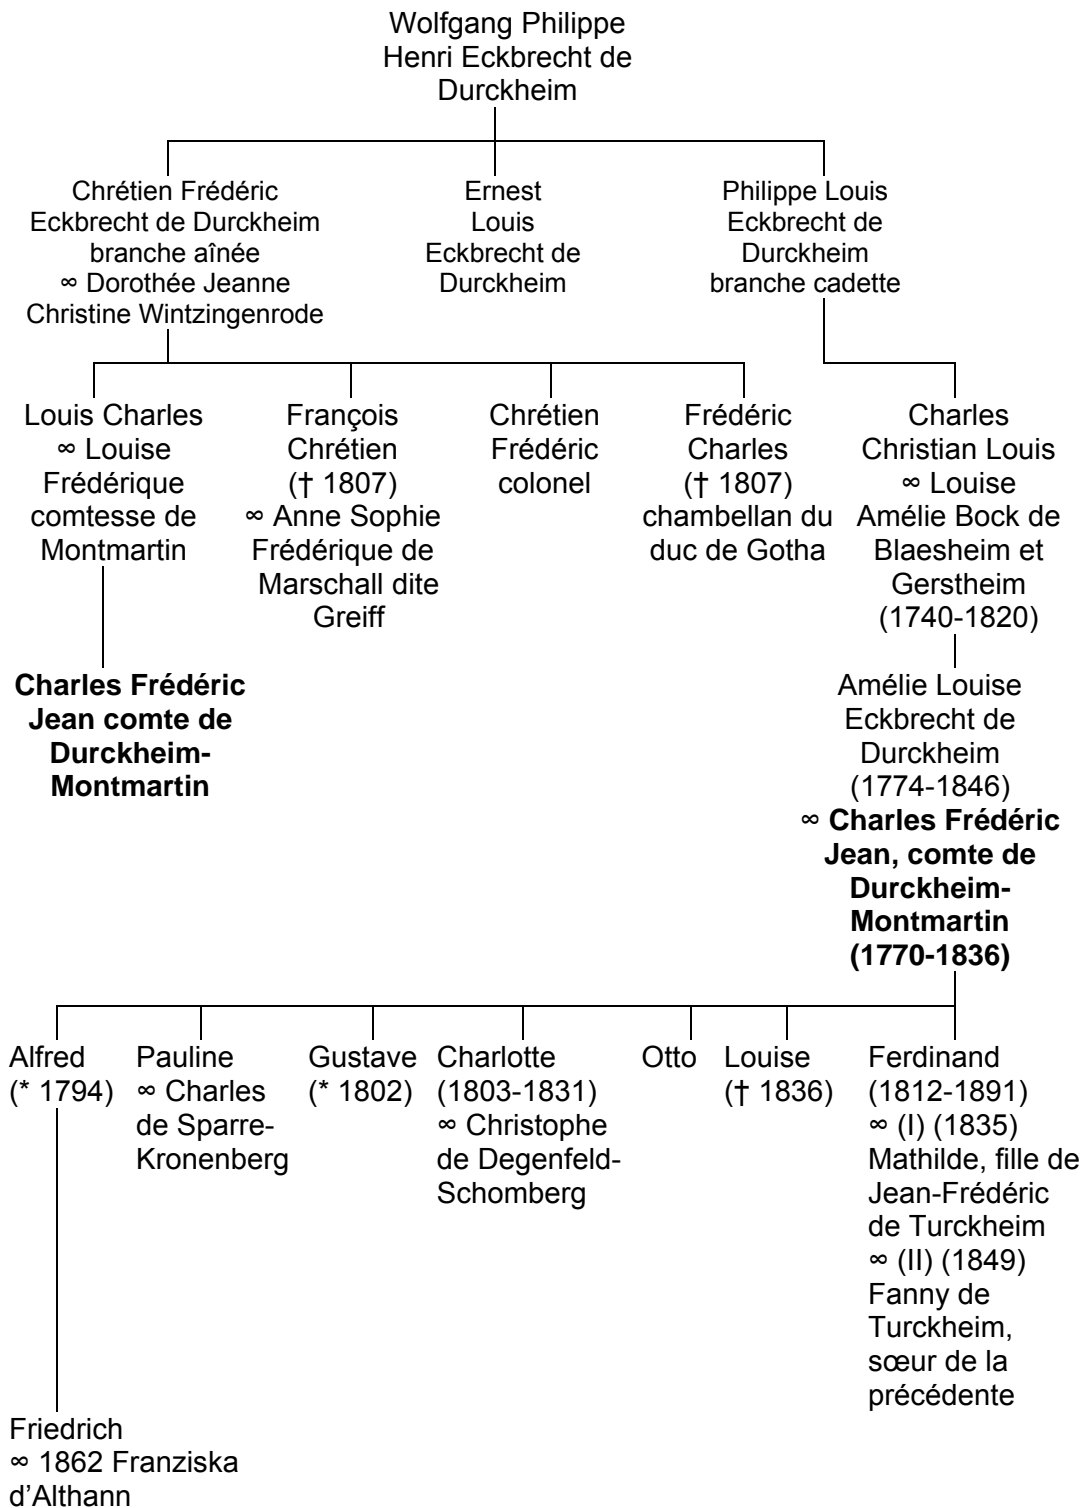 Wolfgang Philippe
Henri Eckbrecht de
Durckheim
Chrétien Frédéric
Eckbrecht de Durckheim
branche aînée
∞ Dorothée Jeanne
Christine Wintzingenrode
Ernest
Louis
Eckbrecht de
Durckheim
Philippe Louis
Eckbrecht de
Durckheim
branche cadette
Louis Charles
∞ Louise
Frédérique
comtesse de
Montmartin
François
Chrétien
(† 1807)
∞ Anne Sophie
Frédérique de
Marschall dite
Greiff
Chrétien
Frédéric
colonel
Frédéric
Charles
(† 1807)
chambellan du
duc de Gotha
Charles
Christian Louis
∞ Louise
Amélie Bock de
Blaesheim et
Gerstheim
(1740-1820)
Charles Frédéric
Jean comte de
Durckheim-
Montmartin
Amélie Louise
Eckbrecht de
Durckheim
(1774-1846)
∞ Charles Frédéric
Jean, comte de
Durckheim-
Montmartin
(1770-1836)
Alfred
(* 1794)
Pauline
∞ Charles
de Sparre-
Kronenberg
Gustave
(* 1802)
Charlotte
(1803-1831)
∞ Christophe
de Degenfeld-
Schomberg
Otto
Louise
(† 1836)
Ferdinand
(1812-1891)
∞ (I) (1835)
Mathilde, fille de
Jean-Frédéric
de Turckheim
∞ (II) (1849)
Fanny de
Turckheim,
sœur de la
précédente
Friedrich
∞ 1862 Franziska
d'Althann